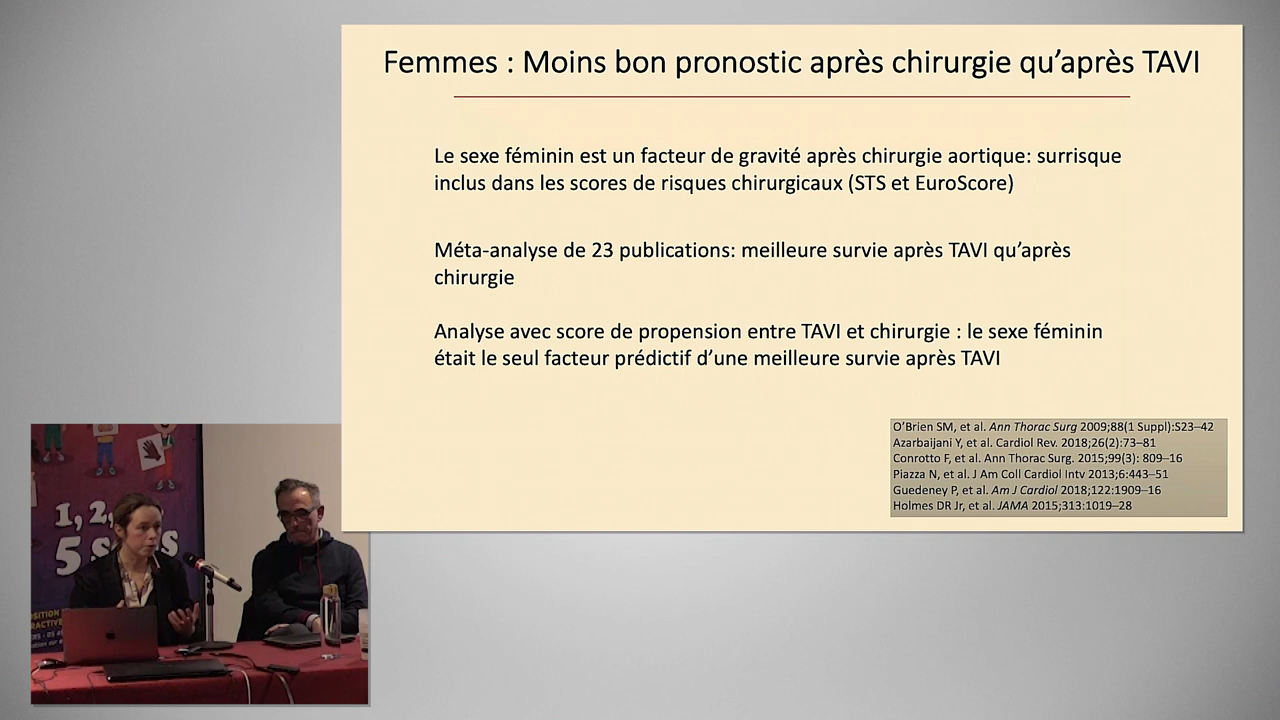 Femmes : Moins bon pronostic après chirurgie qu’après TAVI
Le sexe féminin est un facteur de gravité après chirurgie aortique: surrisque
inclus dans les scores de risques chirurgicaux (STS et EuroScore)
Méta-analyse de 23 publications: meilleure survie après TAVI qu’après
chirurgie
Analyse avec score de propension entre TAVI et chirurgie : le sexe féminin
était le seul facteur prédictif d’une meilleure survie après TAVI
O’Brien SM, et al. Ann Thorac Surg 2009;88(1 Suppl):S23–42
Azarbaijani Y, et al. Cardiol Rev. 2018;26(2):73–81
Conrotto F, et al. Ann Thorac Surg. 2015;99(3): 809–16
Piazza N, et al. J Am Coll Cardiol Intv 2013;6:443–51
Guedeney P, et al. Am J Cardiol 2018;122:1909–16
Holmes DR Jr, et al. JAMA 2015;313:1019–28
1, 2,
5